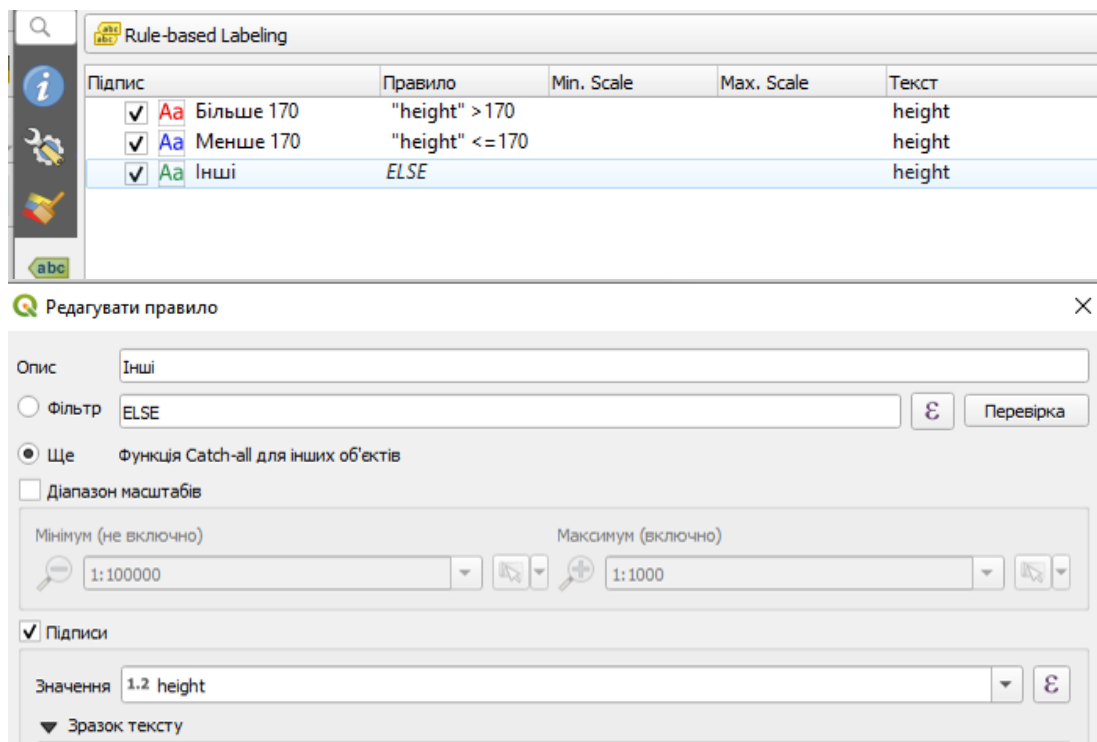 abc
abc
Rule-based Labeling
Підпис Правило Min. Scale Max. Scale Текст
Aa Більше 170 "height" >170 height
Aa Менше 170 "height" <=170 height
Aa Інші ELSE height
abc
Редагувати правило
Опис Інші
Фільтр ELSE ε Перевірка
Ще Функція Catch-all для інших об'єктів
Діапазон масштабів
Мінімум (не включно) Максимум (включно)
1:100000 1:1000
Підписи
Значення 1.2 height ε
Зразок тексту